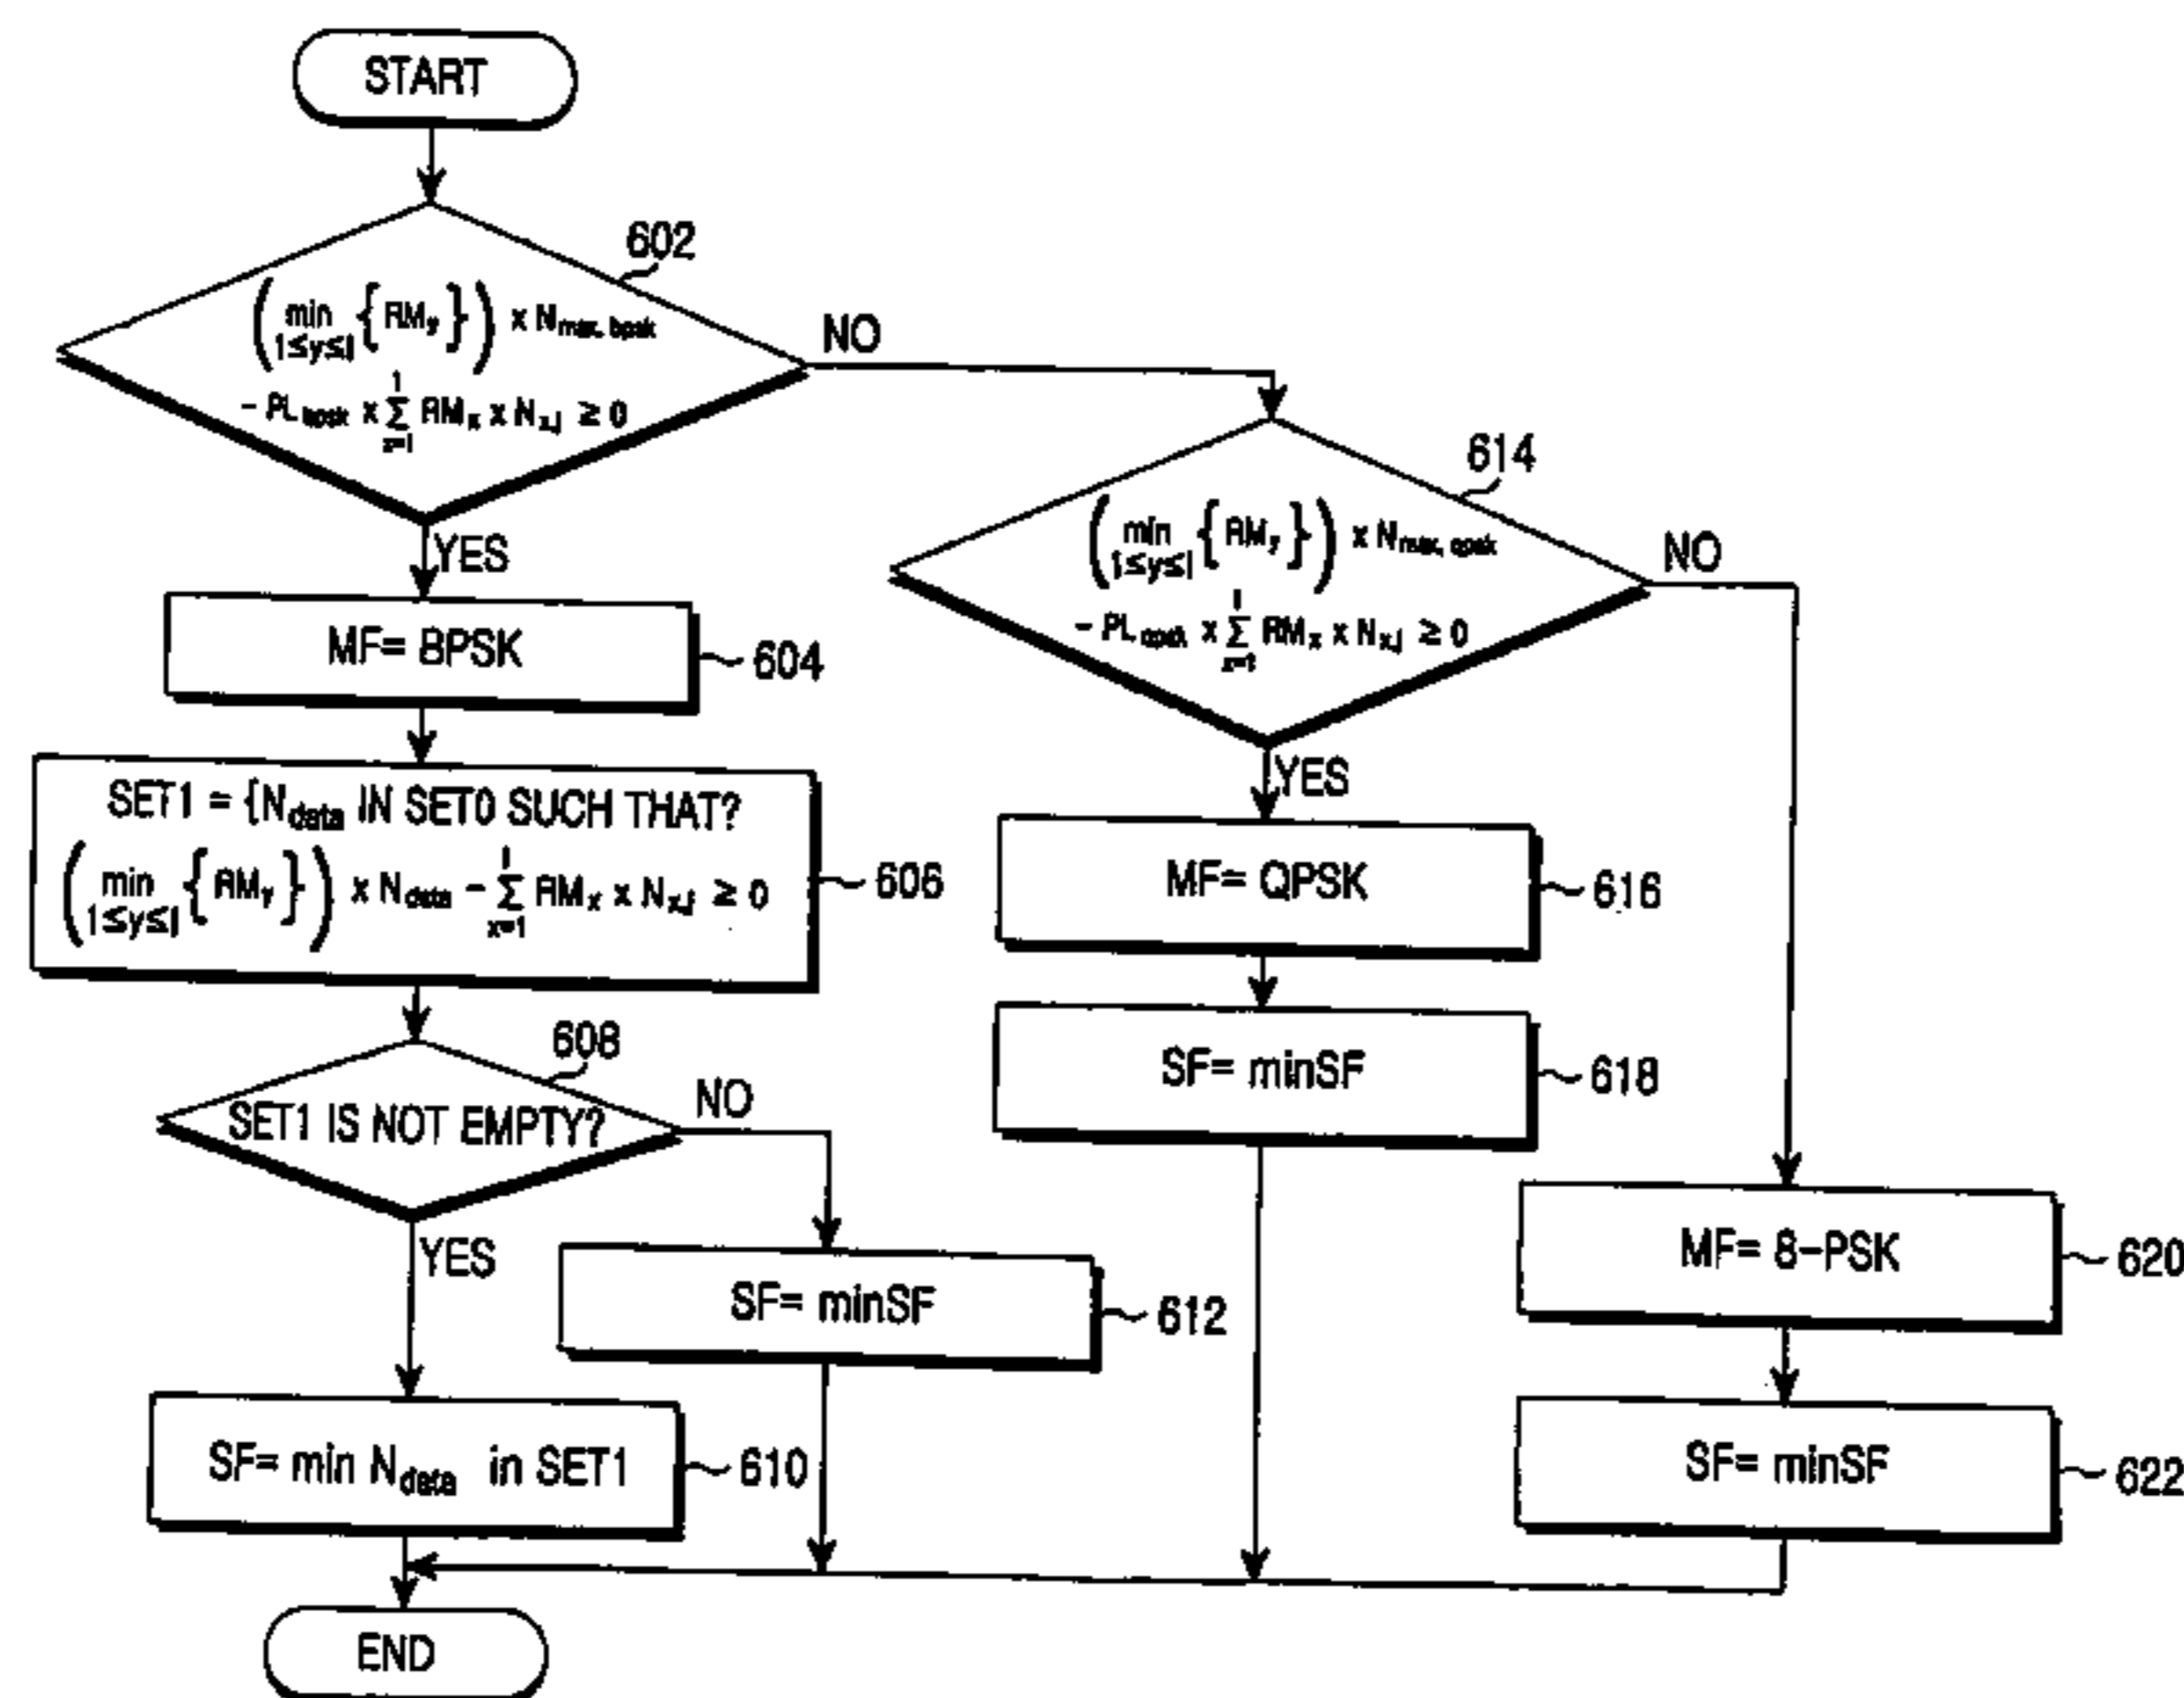 START
602
( min { RMy } ) x Nmax, bpsk
1≤y≤I
- PLbpsk x Σ RMx x Nx,j ≥ 0
x=1
NO
YES
MF= BPSK
604
SET1 = {Ndata IN SET0 SUCH THAT?
( min { RMy } ) x Ndata - Σ RMx x Nx,j ≥ 0
1≤y≤I
x=1
606
608
SET1 IS NOT EMPTY?
NO
YES
SF= minSF
612
SF= min Ndata in SET1
610
END
614
( min { RMy } ) x Nmax, qpsk
1≤y≤I
- PLqpsk x Σ RMx x Nx,j ≥ 0
x=1
NO
YES
MF= QPSK
616
SF= minSF
618
MF= 8-PSK
620
SF= minSF
622